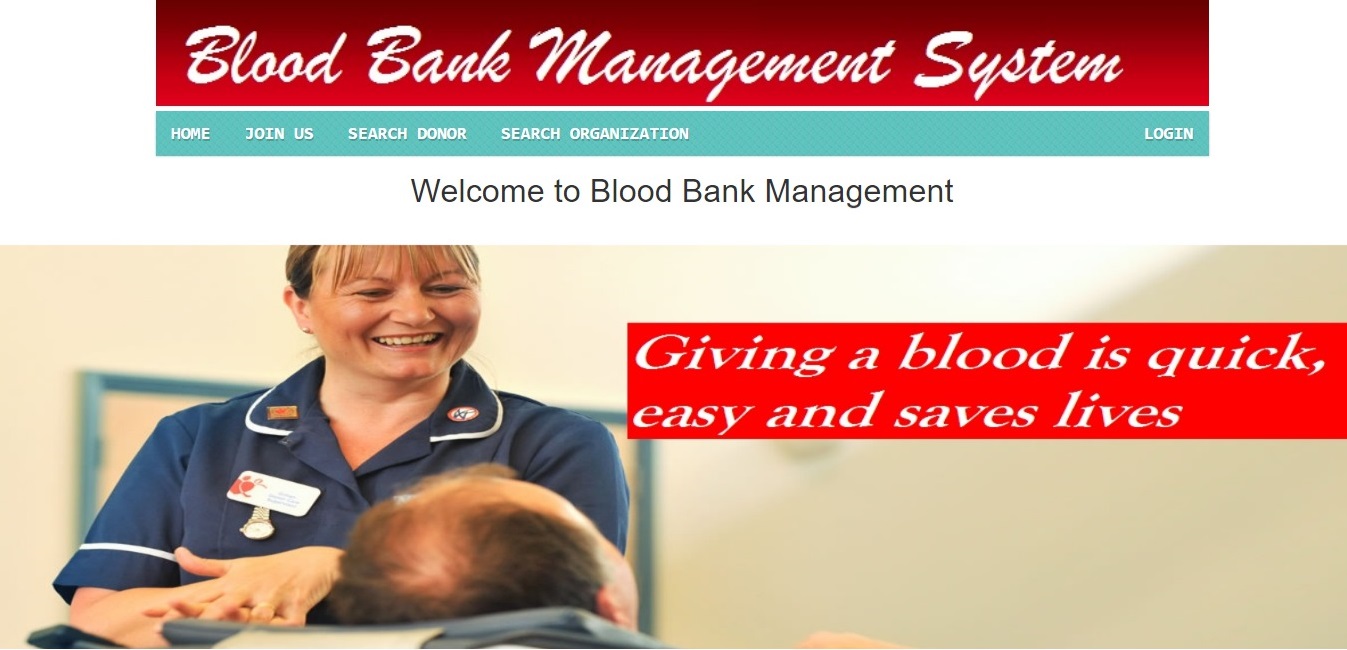 Blood Bank Management System
HOME JOIN US SEARCH DONOR SEARCH ORGANIZATION LOGIN
Welcome to Blood Bank Management
Giving a blood is quick,
easy and saves lives